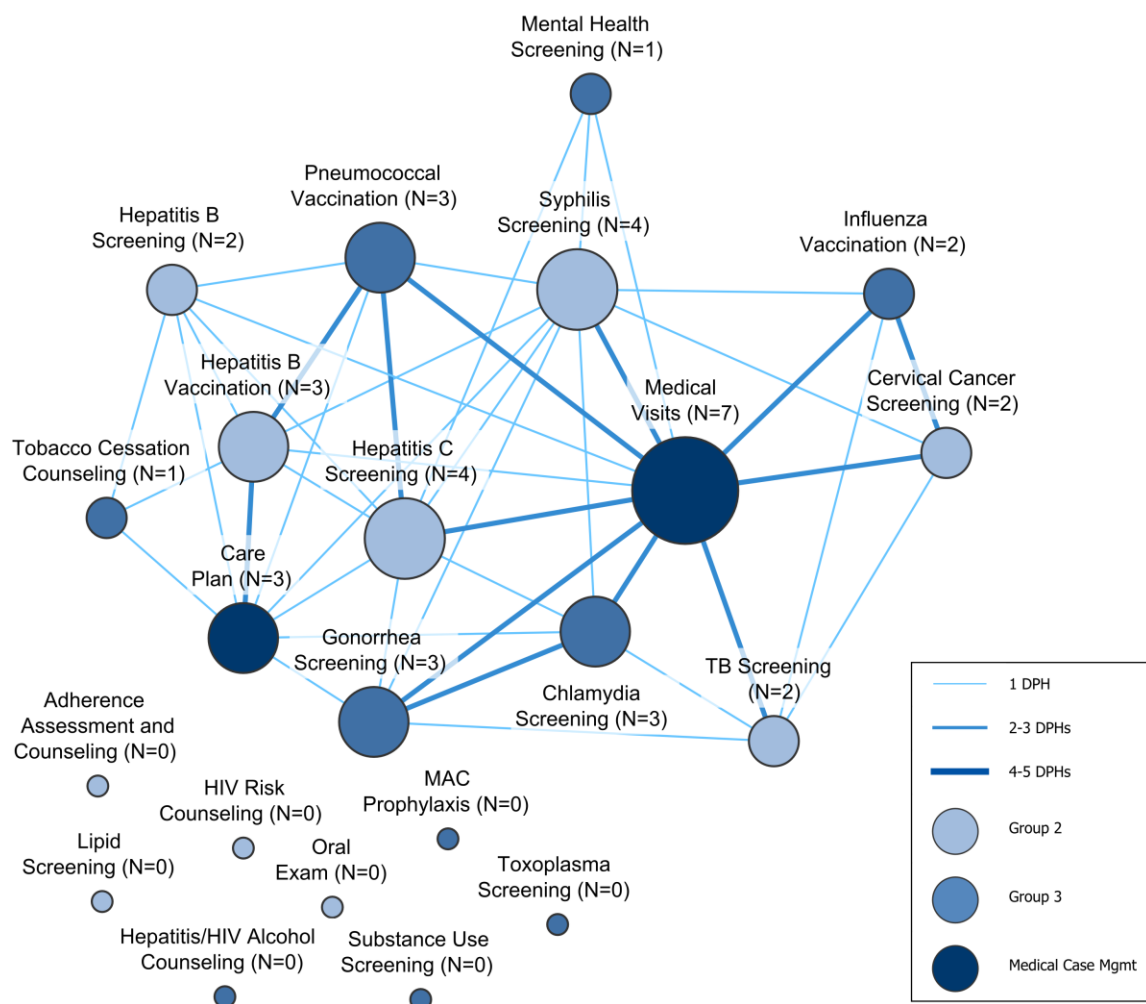 Mental Health
Screening (N=1)
Pneumococcal
Vaccination (N=3)
Syphilis
Screening (N=4)
Hepatitis B
Screening (N=2)
Influenza
Vaccination (N=2)
Hepatitis B
Vaccination (N=3)
Medical
Visits (N=7)
Cervical Cancer
Screening (N=2)
Tobacco Cessation
Counseling (N=1)
Hepatitis C
Screening (N=4)
Care
Plan (N=3)
Gonorrhea
Screening (N=3)
Chlamydia
Screening (N=3)
TB Screening
(N=2)
Adherence
Assessment and
Counseling (N=0)
HIV Risk
Counseling (N=0)
MAC
Prophylaxis (N=0)
Lipid
Screening (N=0)
Oral
Exam (N=0)
Toxoplasma
Screening (N=0)
Hepatitis/HIV Alcohol
Counseling (N=0)
Substance Use
Screening (N=0)
1 DPH
2-3 DPHs
4-5 DPHs
Group 2
Group 3
Medical Case Mgmt